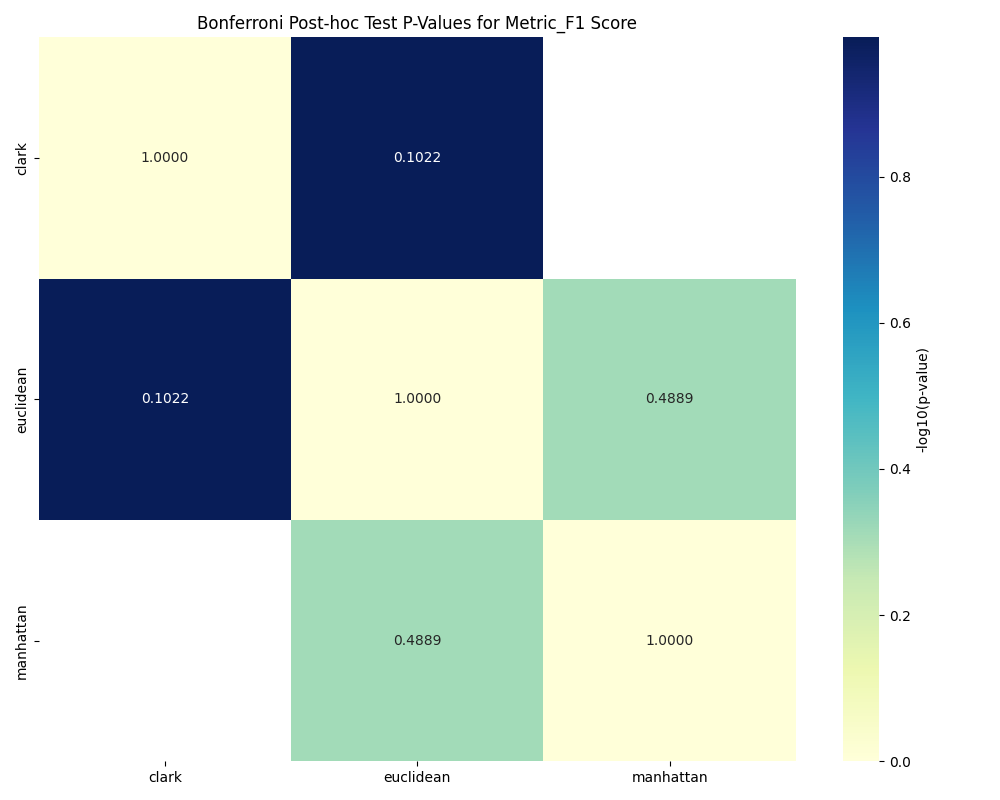 Bonferroni Post-hoc Test P-Values for Metric_F1 Score
clark
1.0000
0.1022
euclidean
0.1022
1.0000
0.4889
manhattan
0.4889
1.0000
clark
euclidean
manhattan
0.8
0.6
0.4
0.2
0.0
-log10(p-value)